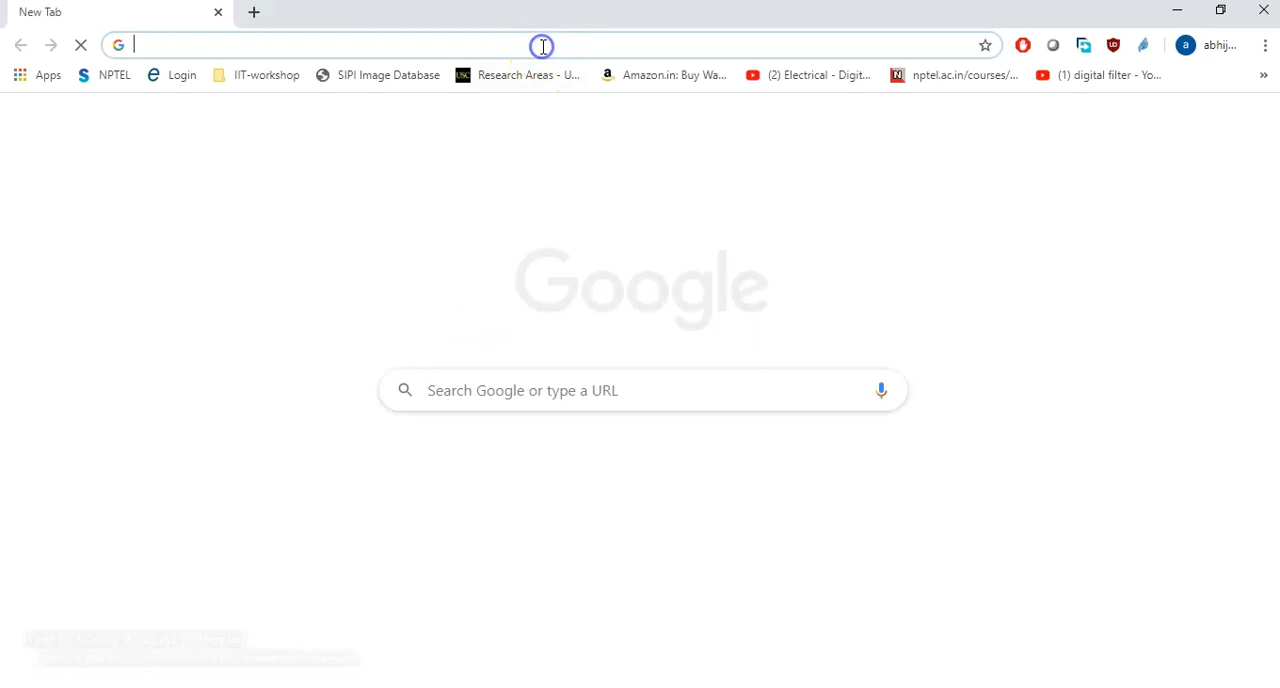 New Tab
abhij...
Apps NPTEL Login IIT-workshop SIPI Image Database USC Research Areas - U... Amazon.in: Buy Wa... (2) Electrical - Digit... nptel.ac.in/courses/... (1) digital filter - Yo... »
Google
Search Google or type a URL